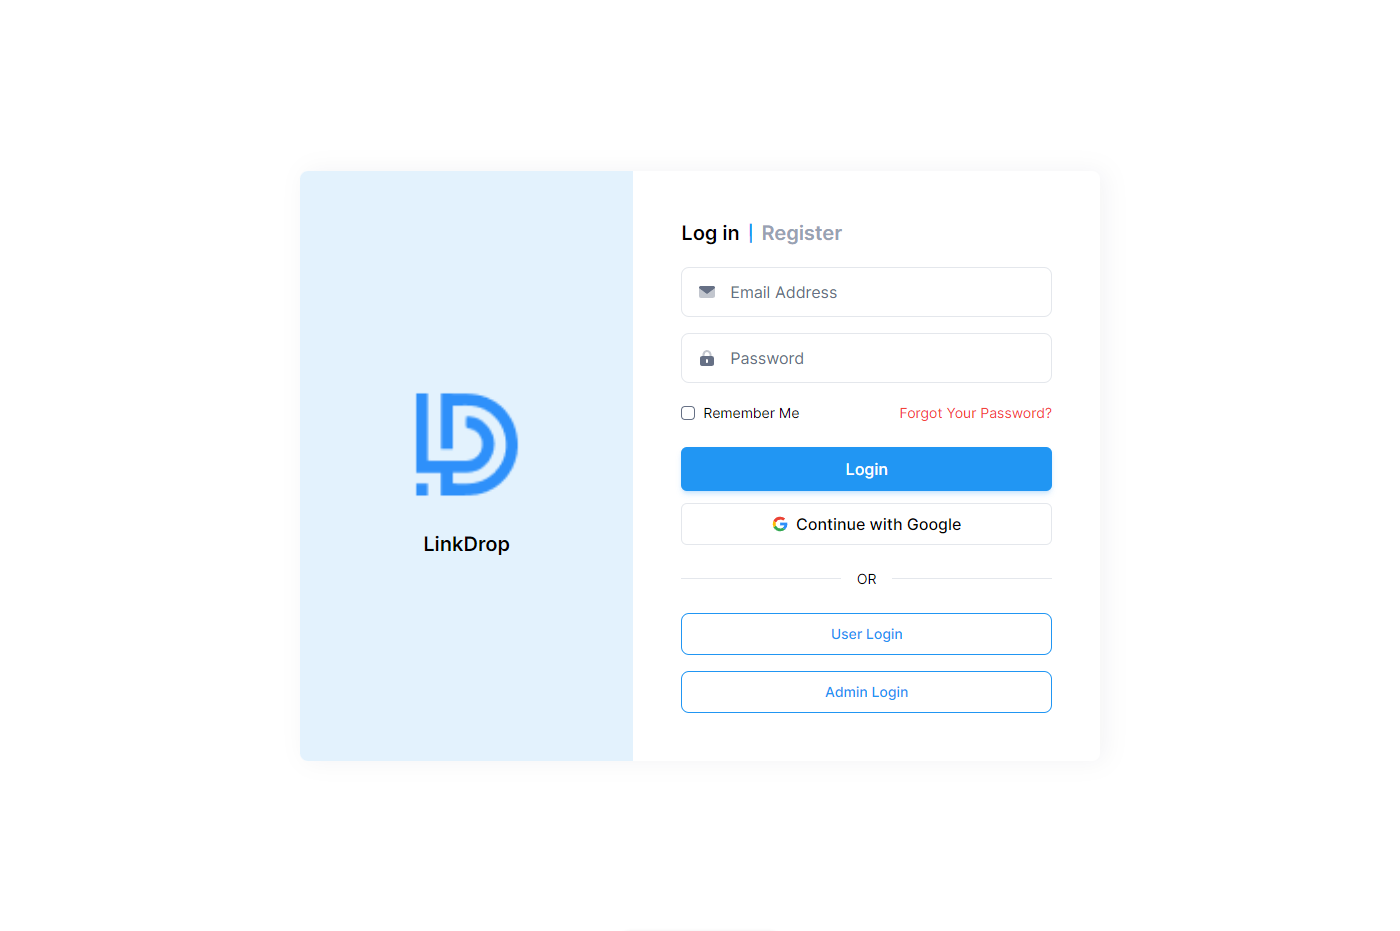 Log in | Register
Email Address
Password
Remember Me Forgot Your Password?
Login
Continue with Google
OR
User Login
Admin Login
LinkDrop